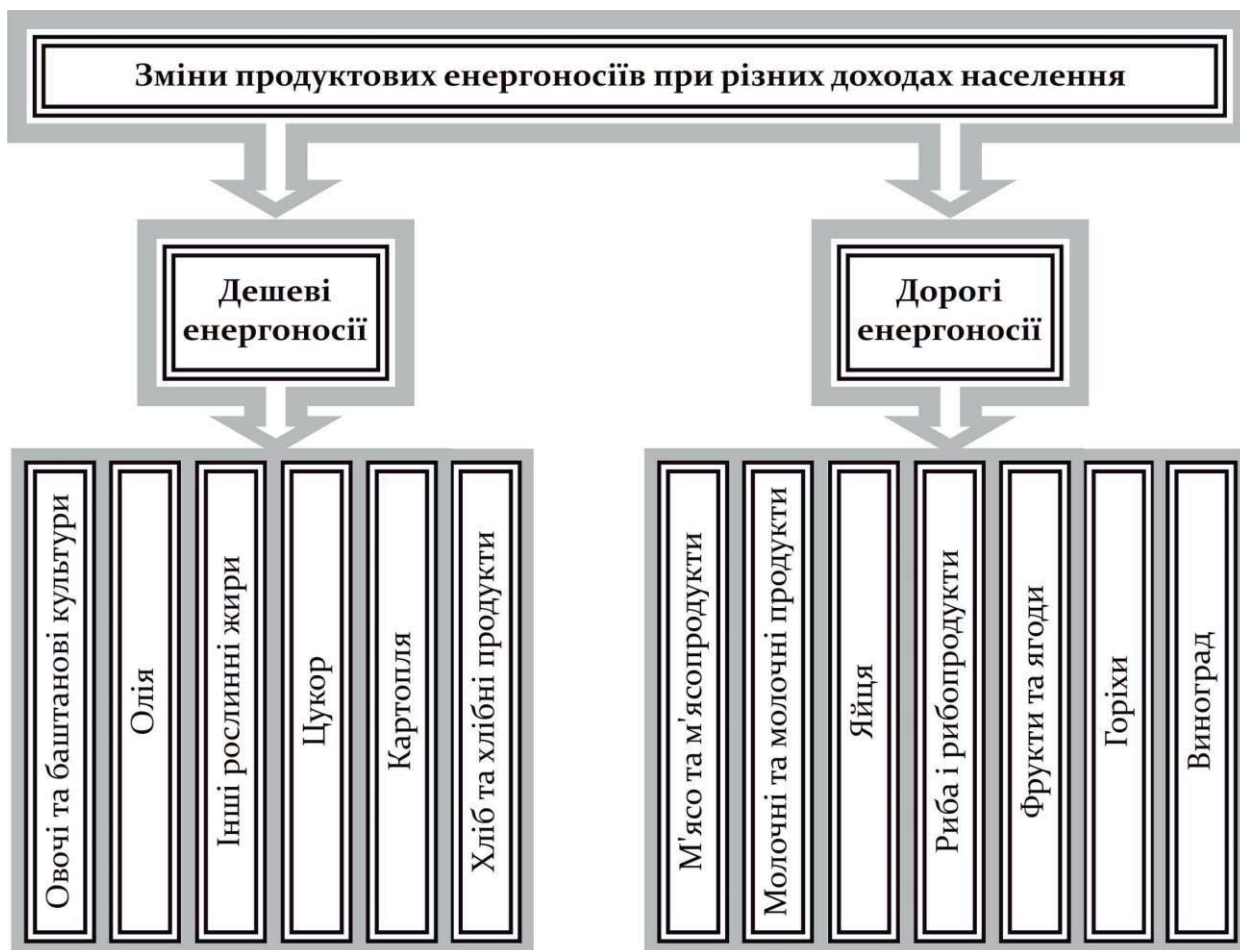 Зміни продуктових енергоносіїв при різних доходах населення
Дешеві
енергоносії
Дорогі
енергоносії
Овочі та баштанові культури
Олія
Інші рослинні жири
Цукор
Картопля
Хліб та хлібні продукти
М'ясо та м'ясопродукти
Молочні та молочні продукти
Яйця
Риба і рибопродукти
Фрукти та ягоди
Горіхи
Виноград